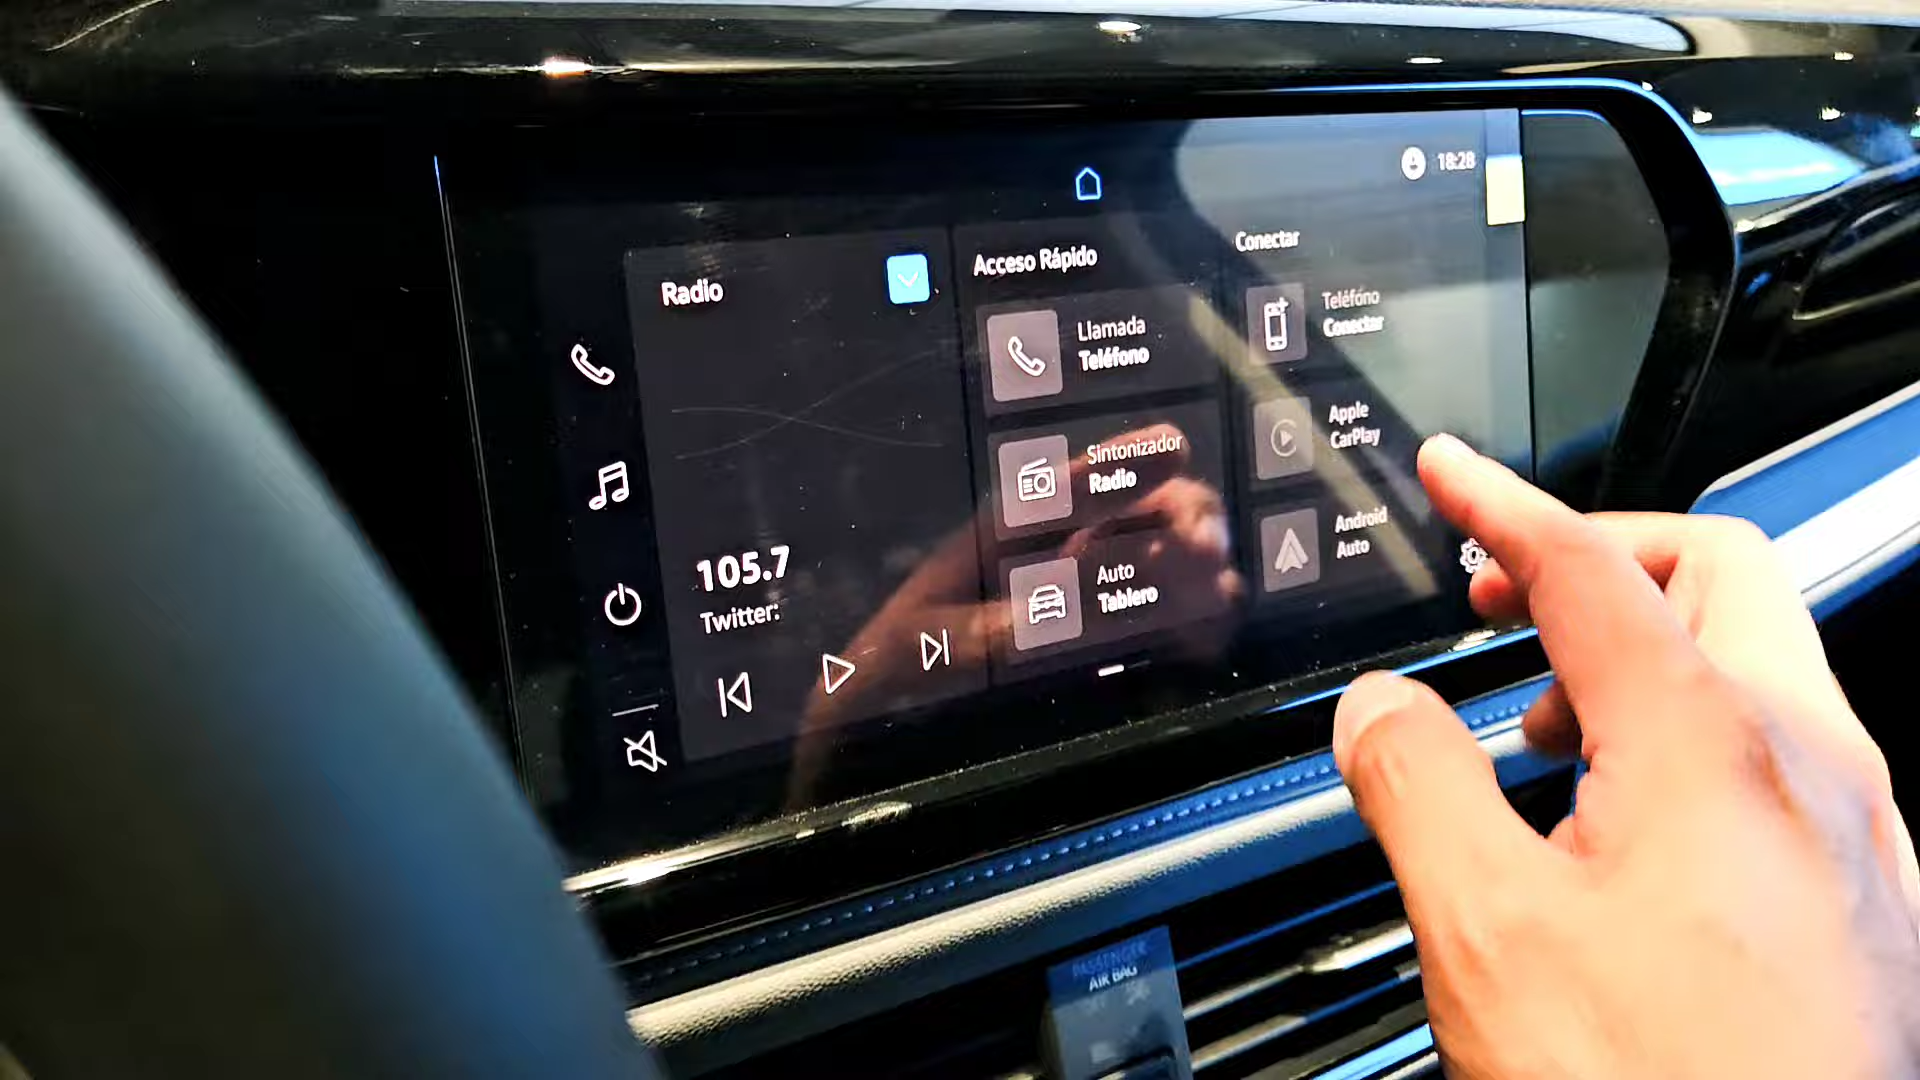 18:28
Radio
105.7
Twitter:
Acceso Rápido
Llamada
Teléfono
Sintonizador
Radio
Auto
Tablero
Conectar
Teléfono
Conectar
Apple
CarPlay
Android
Auto
PASSENGER
AIR BAG